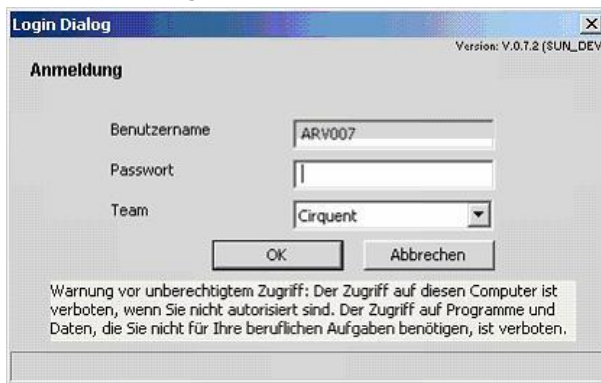 Login Dialog
Version: V.0.7.2 (SUN_DEV
Anmeldung
Benutzername
ARV007
Passwort
Team
Cirquent
OK
Abbrechen
Warnung vor unberechtigtem Zugriff: Der Zugriff auf diesen Computer ist
verboten, wenn Sie nicht autorisiert sind. Der Zugriff auf Programme und
Daten, die Sie nicht für Ihre beruflichen Aufgaben benötigen, ist verboten.